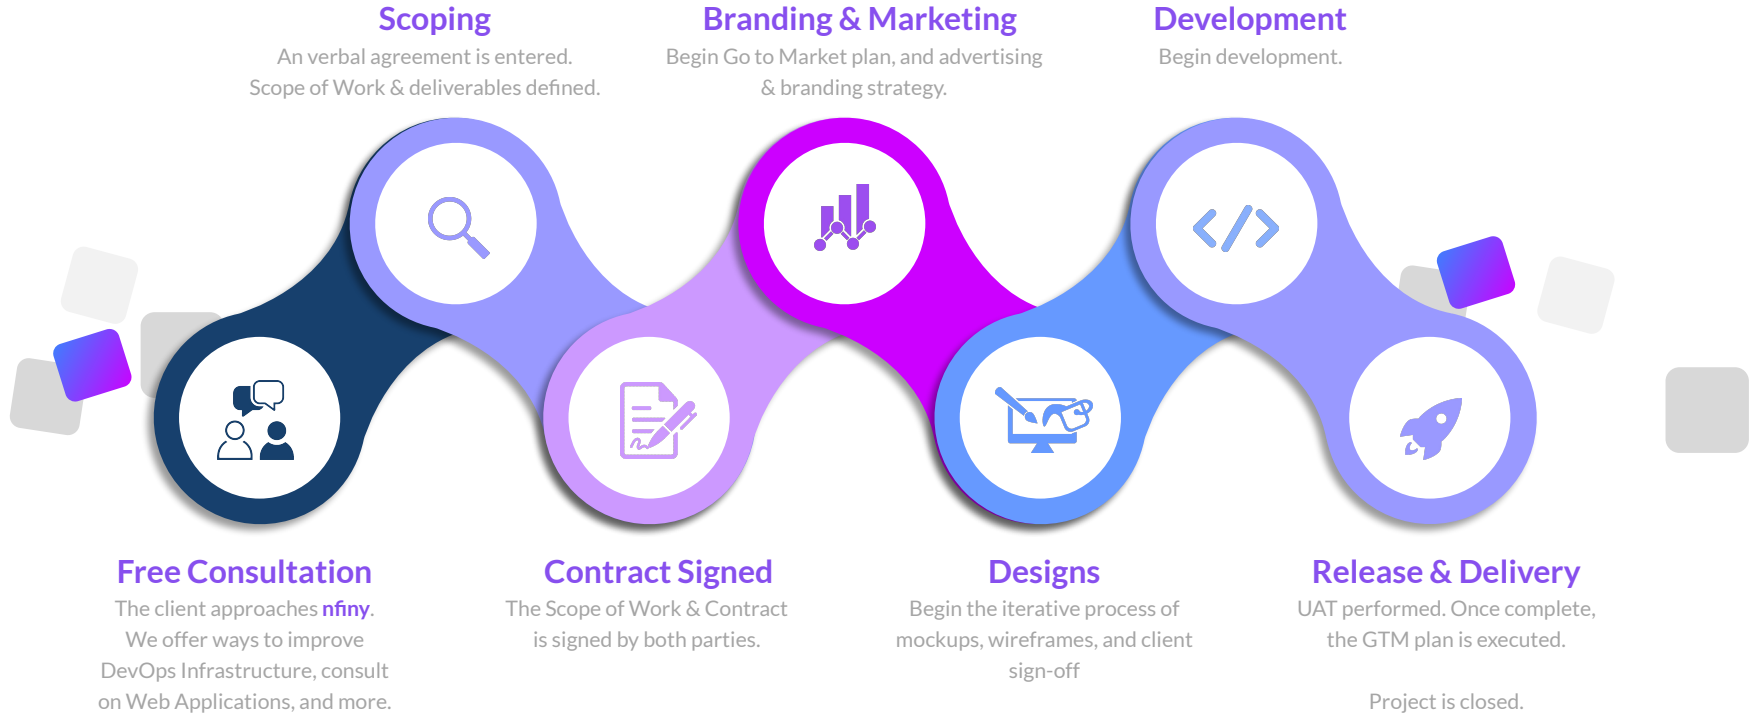 Scoping
An verbal agreement is entered.
Scope of Work & deliverables defined.
Branding & Marketing
Begin Go to Market plan, and advertising
& branding strategy.
Development
Begin development.
Free Consultation
The client approaches nfiny.
We offer ways to improve
DevOps Infrastructure, consult
on Web Applications, and more.
Contract Signed
The Scope of Work & Contract
is signed by both parties.
Designs
Begin the iterative process of
mockups, wireframes, and client
sign-off
Release & Delivery
UAT performed. Once complete,
the GTM plan is executed.
Project is closed.